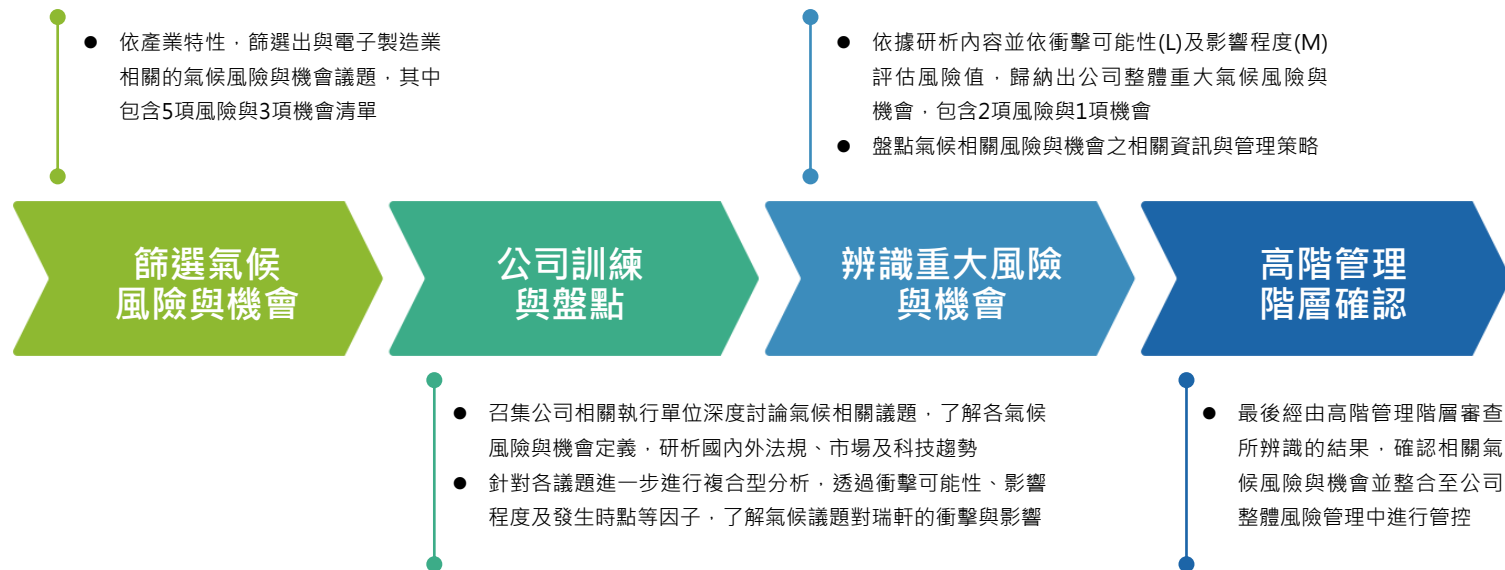 ● 依產業特性，篩選出與電子製造業
相關的氣候風險與機會議題，其中
包含5項風險與3項機會清單
● 依據研析內容並依衝擊可能性(L)及影響程度(M)
評估風險值，歸納出公司整體重大氣候風險與
機會，包含2項風險與1項機會
● 盤點氣候相關風險與機會之相關資訊與管理策略
篩選氣候
風險與機會
公司訓練
與盤點
辨識重大風險
與機會
高階管理
階層確認
● 召集公司相關執行單位深度討論氣候相關議題，了解各氣候
風險與機會定義，研析國內外法規、市場及科技趨勢
● 針對各議題進一步進行複合型分析，透過衝擊可能性、影響
程度及發生時點等因子，了解氣候議題對瑞軒的衝擊與影響
● 最後經由高階管理階層審查
所辨識的結果，確認相關氣
候風險與機會並整合至公司
整體風險管理中進行管控